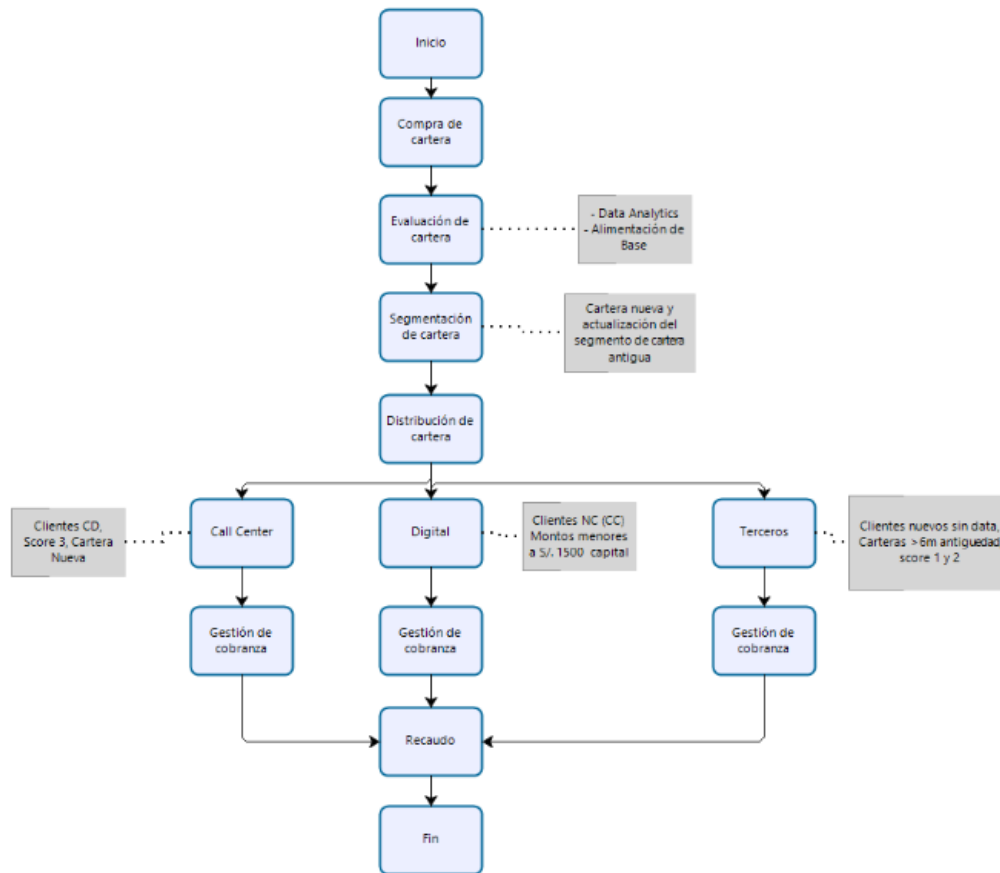 Inicio
Compra de
cartera
Evaluación de
cartera
- Data Analytics
- Alimentación de
Base
Segmentación
de cartera
Cartera nueva y
actualización del
segmento de cartera
antigua
Distribución de
cartera
Clientes CD,
Score 3, Cartera
Nueva
Call Center
Digital
Clientes NC (CC)
Montos menores
a S/. 1500 capital
Terceros
Clientes nuevos sin data,
Carteras >6m antiguedad
score 1 y 2
Gestión de
cobranza
Gestión de
cobranza
Gestión de
cobranza
Recaudo
Fin